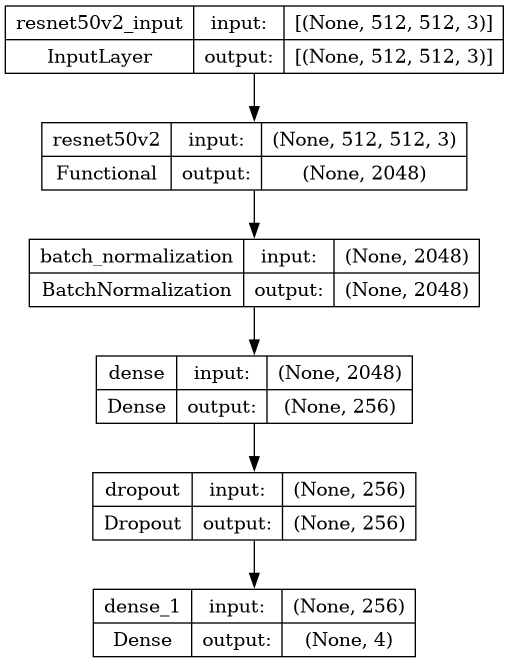 resnet50v2_input input: [(None, 512, 512, 3)]
InputLayer output: [(None, 512, 512, 3)]
resnet50v2 input: (None, 512, 512, 3)
Functional output: (None, 2048)
batch_normalization input: (None, 2048)
BatchNormalization output: (None, 2048)
dense input: (None, 2048)
Dense output: (None, 256)
dropout input: (None, 256)
Dropout output: (None, 256)
dense_1 input: (None, 256)
Dense output: (None, 4)